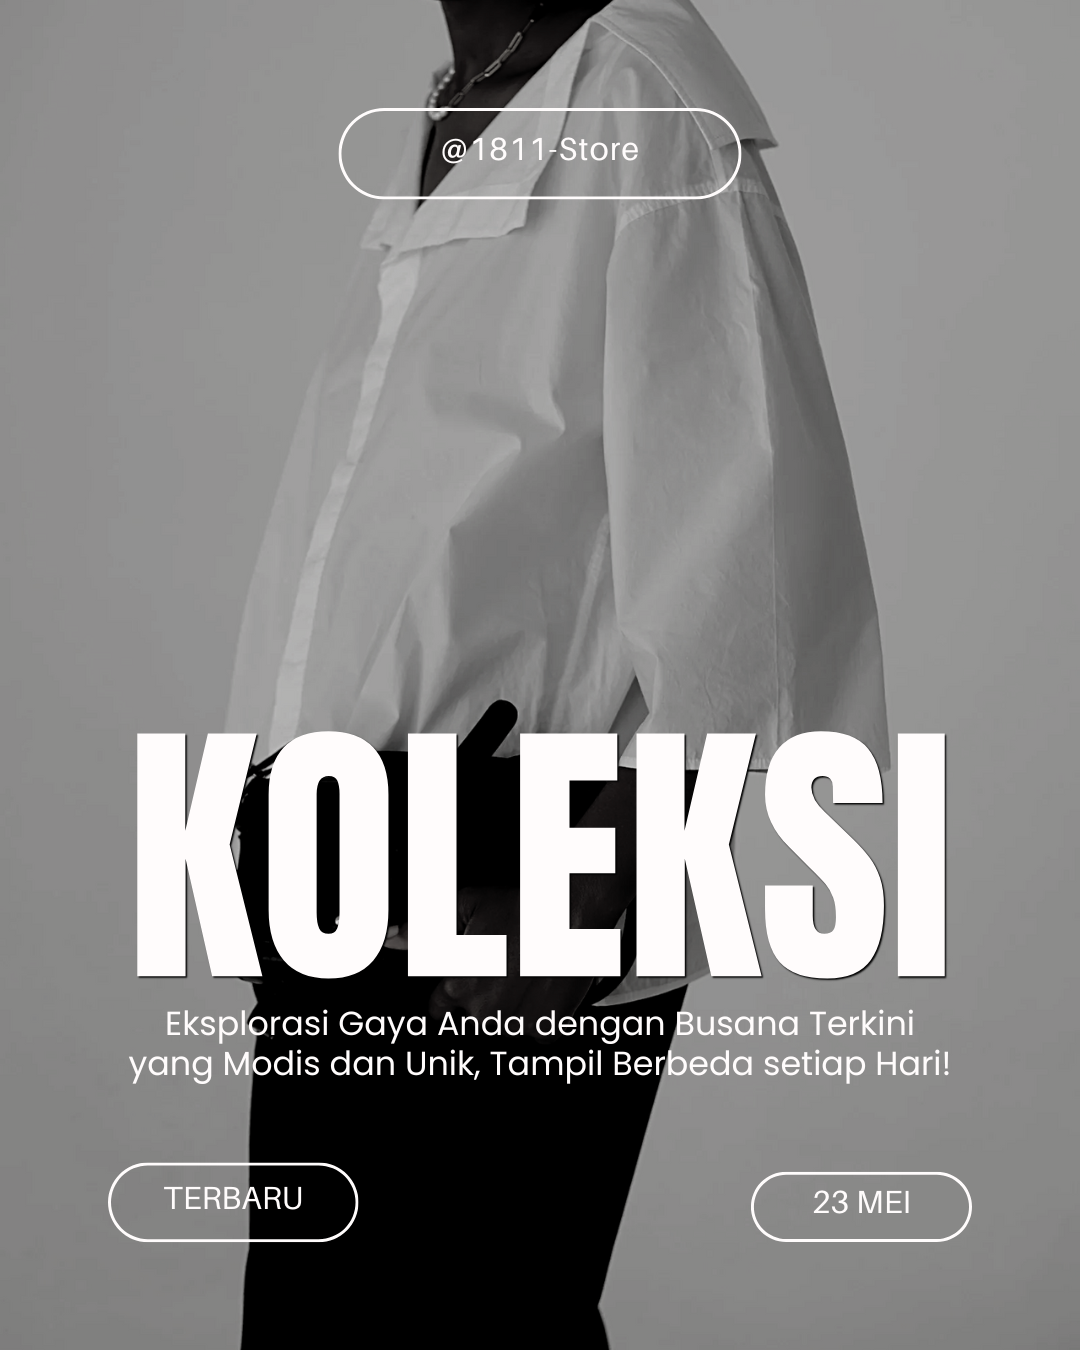 @1811-Store
KOLEKSI
Eksplorasi Gaya Anda dengan Busana Terkini
yang Modis dan Unik, Tampil Berbeda setiap Hari!
TERBARU
23 MEI